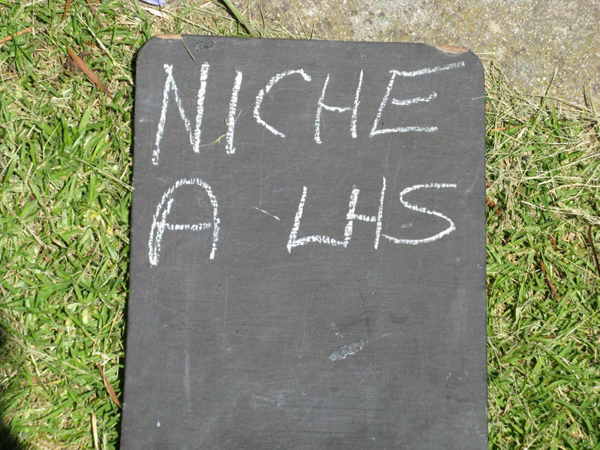 NICHE
A - LHS